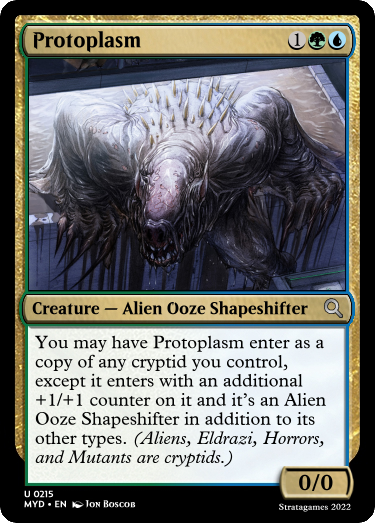 Protoplasm 1
Creature — Alien Ooze Shapeshifter
You may have Protoplasm enter as a
copy of any cryptid you control,
except it enters with an additional
+1/+1 counter on it and it's an Alien
Ooze Shapeshifter in addition to its
other types. (Aliens, Eldrazi, Horrors,
and Mutants are cryptids.)
0/0
U 0215
MYD • EN Jon Boscob
Stratagames 2022